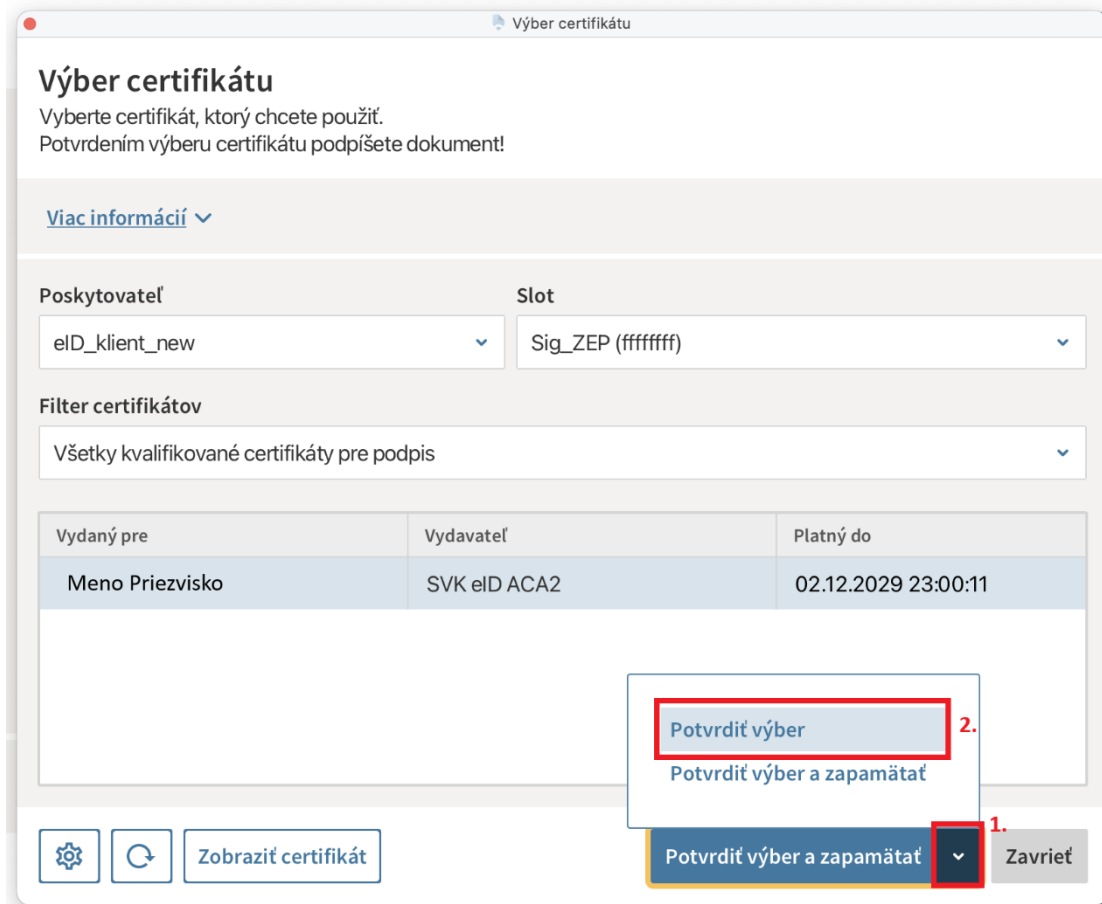 Výber certifikátu
Výber certifikátu
Vyberte certifikát, ktorý chcete použiť.
Potvrdením výberu certifikátu podpíšete dokument!
Viac informácií
Poskytovateľ Slot
eID_klient_new Sig_ZEP (ffffffff)
Filter certifikátov
Všetky kvalifikované certifikáty pre podpis
Vydaný pre Vydavateľ Platný do
Meno Priezvisko SVK eID ACA2 02.12.2029 23:00:11
Potvrdiť výber 2.
Potvrdiť výber a zapamätať
1.
Zobraziť certifikát Potvrdiť výber a zapamätať Zavrieť